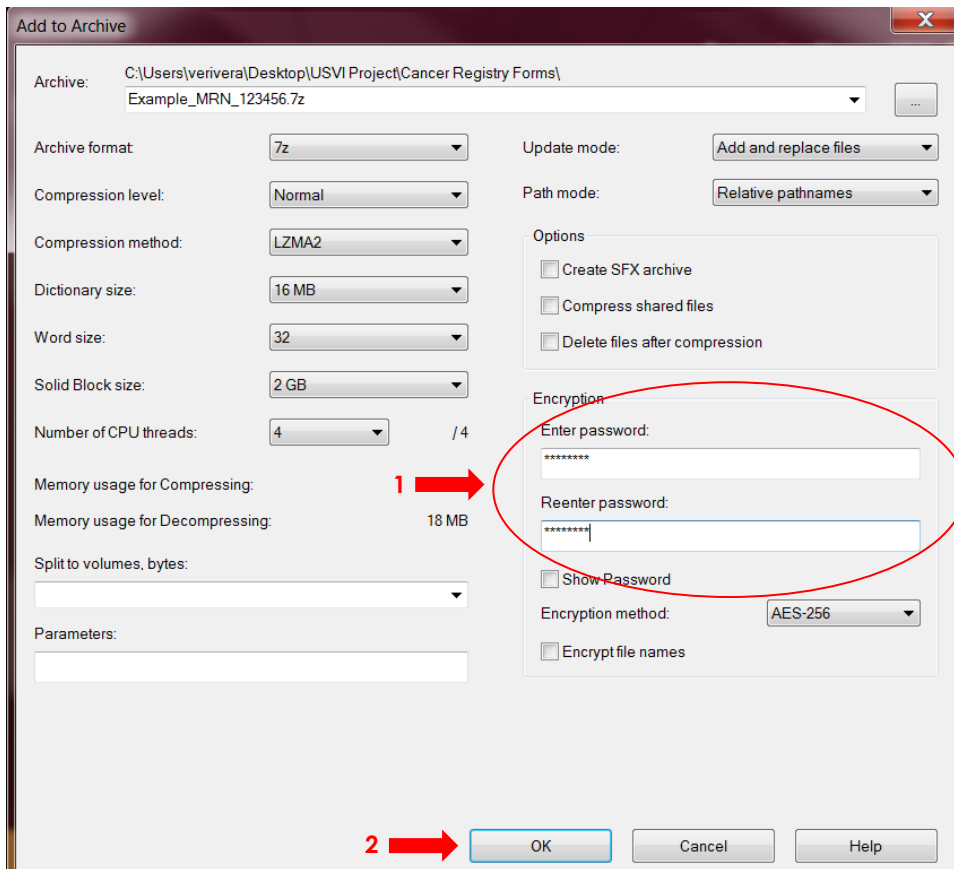 Add to Archive
X
Archive:
C:\Users\verivera\Desktop\USVI Project\Cancer Registry Forms\
Example_MRN_123456.7z
...
Archive format:
7z
Compression level:
Normal
Compression method:
LZMA2
Dictionary size:
16 MB
Word size:
32
Solid Block size:
2 GB
Number of CPU threads:
4
/ 4
Memory usage for Compressing:
Memory usage for Decompressing:
18 MB
Split to volumes, bytes:
Parameters:
Update mode:
Add and replace files
Path mode:
Relative pathnames
Options
Create SFX archive
Compress shared files
Delete files after compression
Encryption
Enter password:
********
1
Reenter password:
********
Show Password
Encryption method:
AES-256
Encrypt file names
2
OK
Cancel
Help